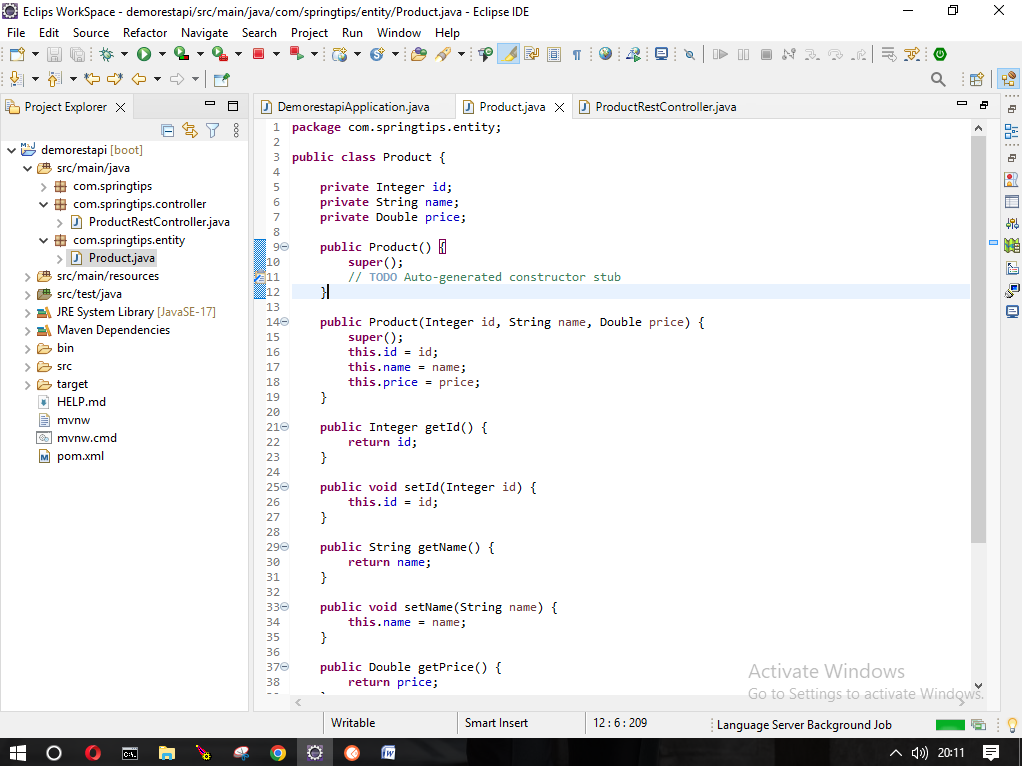 Eclips WorkSpace - demorestapi/src/main/java/com/springtips/entity/Product.java - Eclipse IDE
File Edit Source Refactor Navigate Search Project Run Window Help
Project Explorer
demorestapi [boot]
src/main/java
com.springtips
com.springtips.controller
ProductRestController.java
com.springtips.entity
Product.java
src/main/resources
src/test/java
JRE System Library [JavaSE-17]
Maven Dependencies
bin
src
target
HELP.md
mvnw
mvnw.cmd
pom.xml
DemorestapiApplication.java Product.java ProductRestController.java
1 package com.springtips.entity;
2
3 public class Product {
4
5 private Integer id;
6 private String name;
7 private Double price;
8
9 public Product() {
10 super();
11 // TODO Auto-generated constructor stub
12 }
13
14 public Product(Integer id, String name, Double price) {
15 super();
16 this.id = id;
17 this.name = name;
18 this.price = price;
19 }
20
21 public Integer getId() {
22 return id;
23 }
24
25 public void setId(Integer id) {
26 this.id = id;
27 }
28
29 public String getName() {
30 return name;
31 }
32
33 public void setName(String name) {
34 this.name = name;
35 }
36
37 public Double getPrice() {
38 return price;
Activate Windows
Go to Settings to activate Windows.
Writable Smart Insert 12 : 6 : 209 Language Server Background Job
20:11